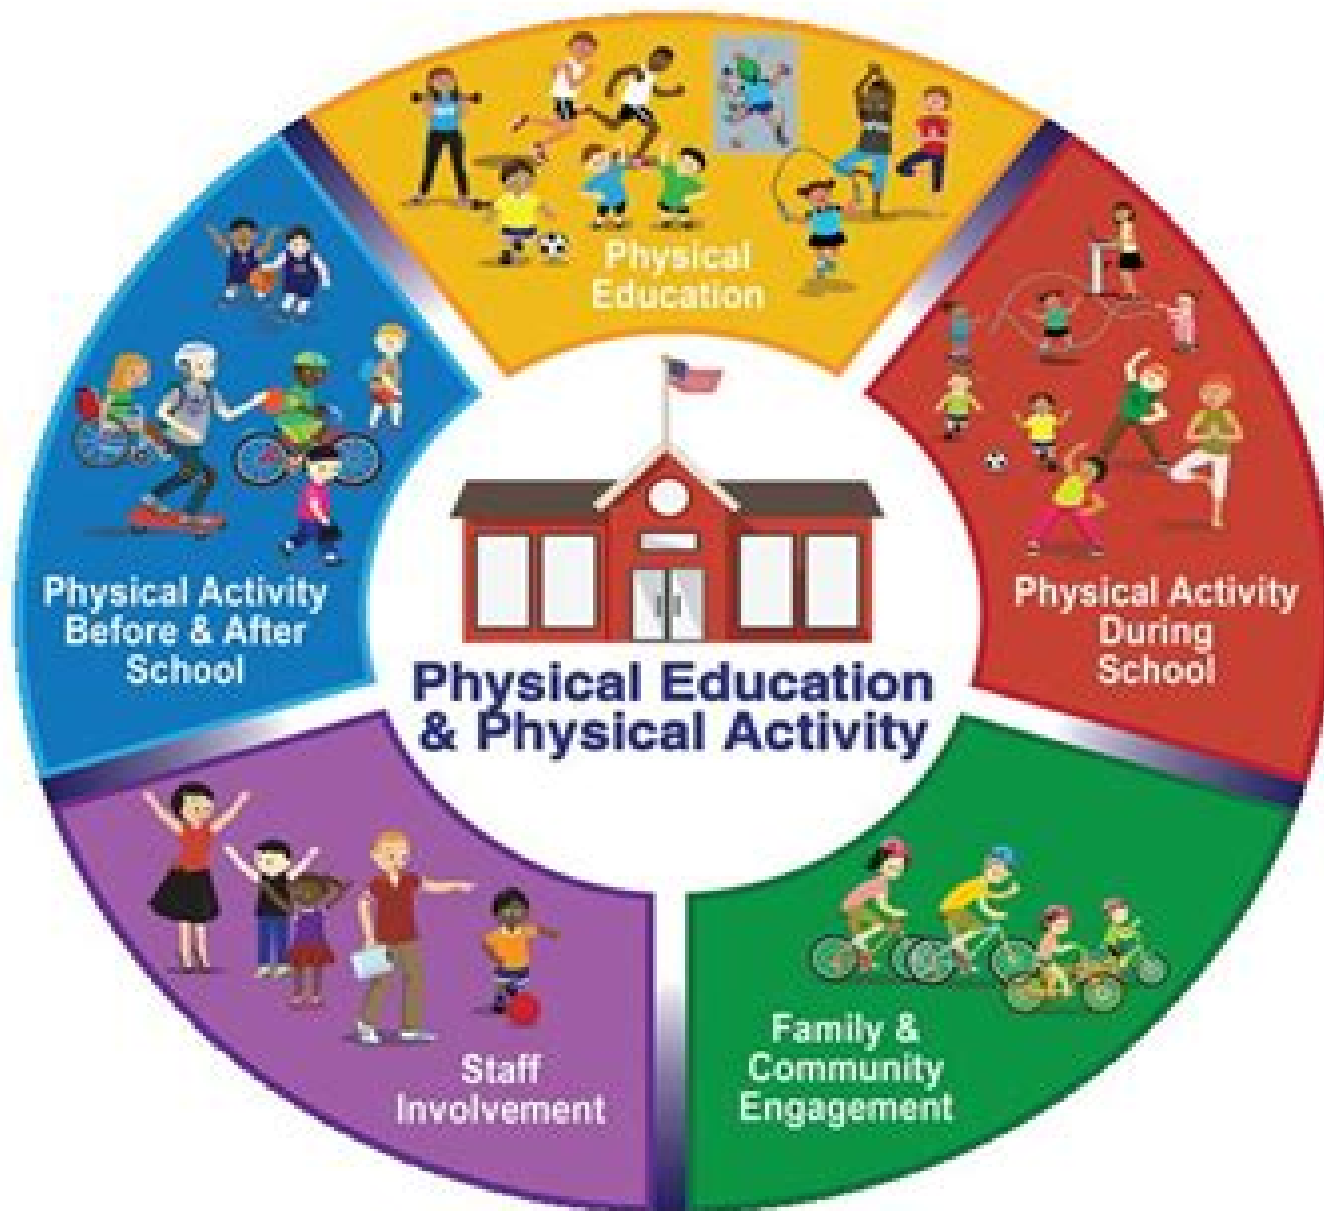 Physical
Education
Physical Activity
During
School
Family &
Community
Engagement
Staff
Involvement
Physical Activity
Before & After
School
Physical Education
& Physical Activity